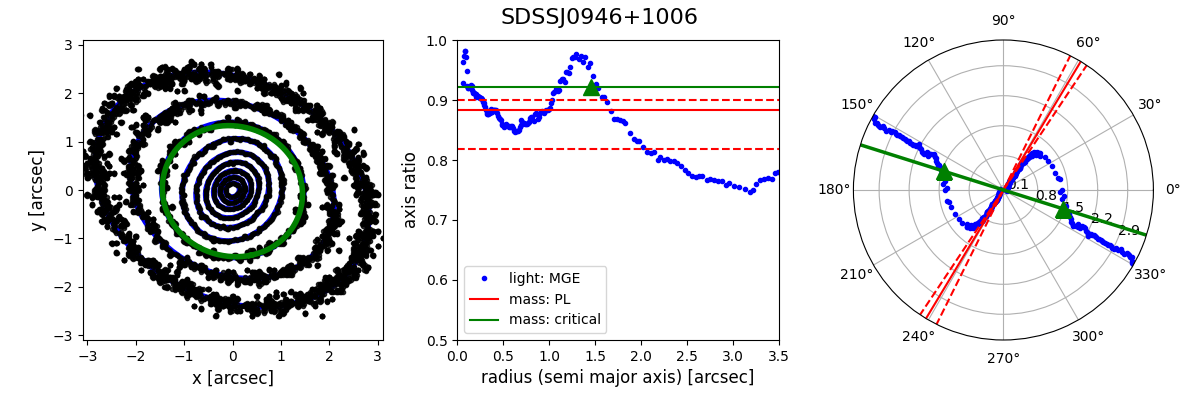 SDSSJ0946+1006
3
2
1
0
−1
−2
−3
y [arcsec]
−3 −2 −1 0 1 2 3
x [arcsec]
1.0
0.9
0.8
0.7
0.6
0.5
axis ratio
light: MGE
mass: PL
mass: critical
0.0 0.5 1.0 1.5 2.0 2.5 3.0 3.5
radius (semi major axis) [arcsec]
90°
120° 60°
150° 30°
180° 0°
0.1 0.8 2.2 2.9
210° 330°
240° 300°
270°